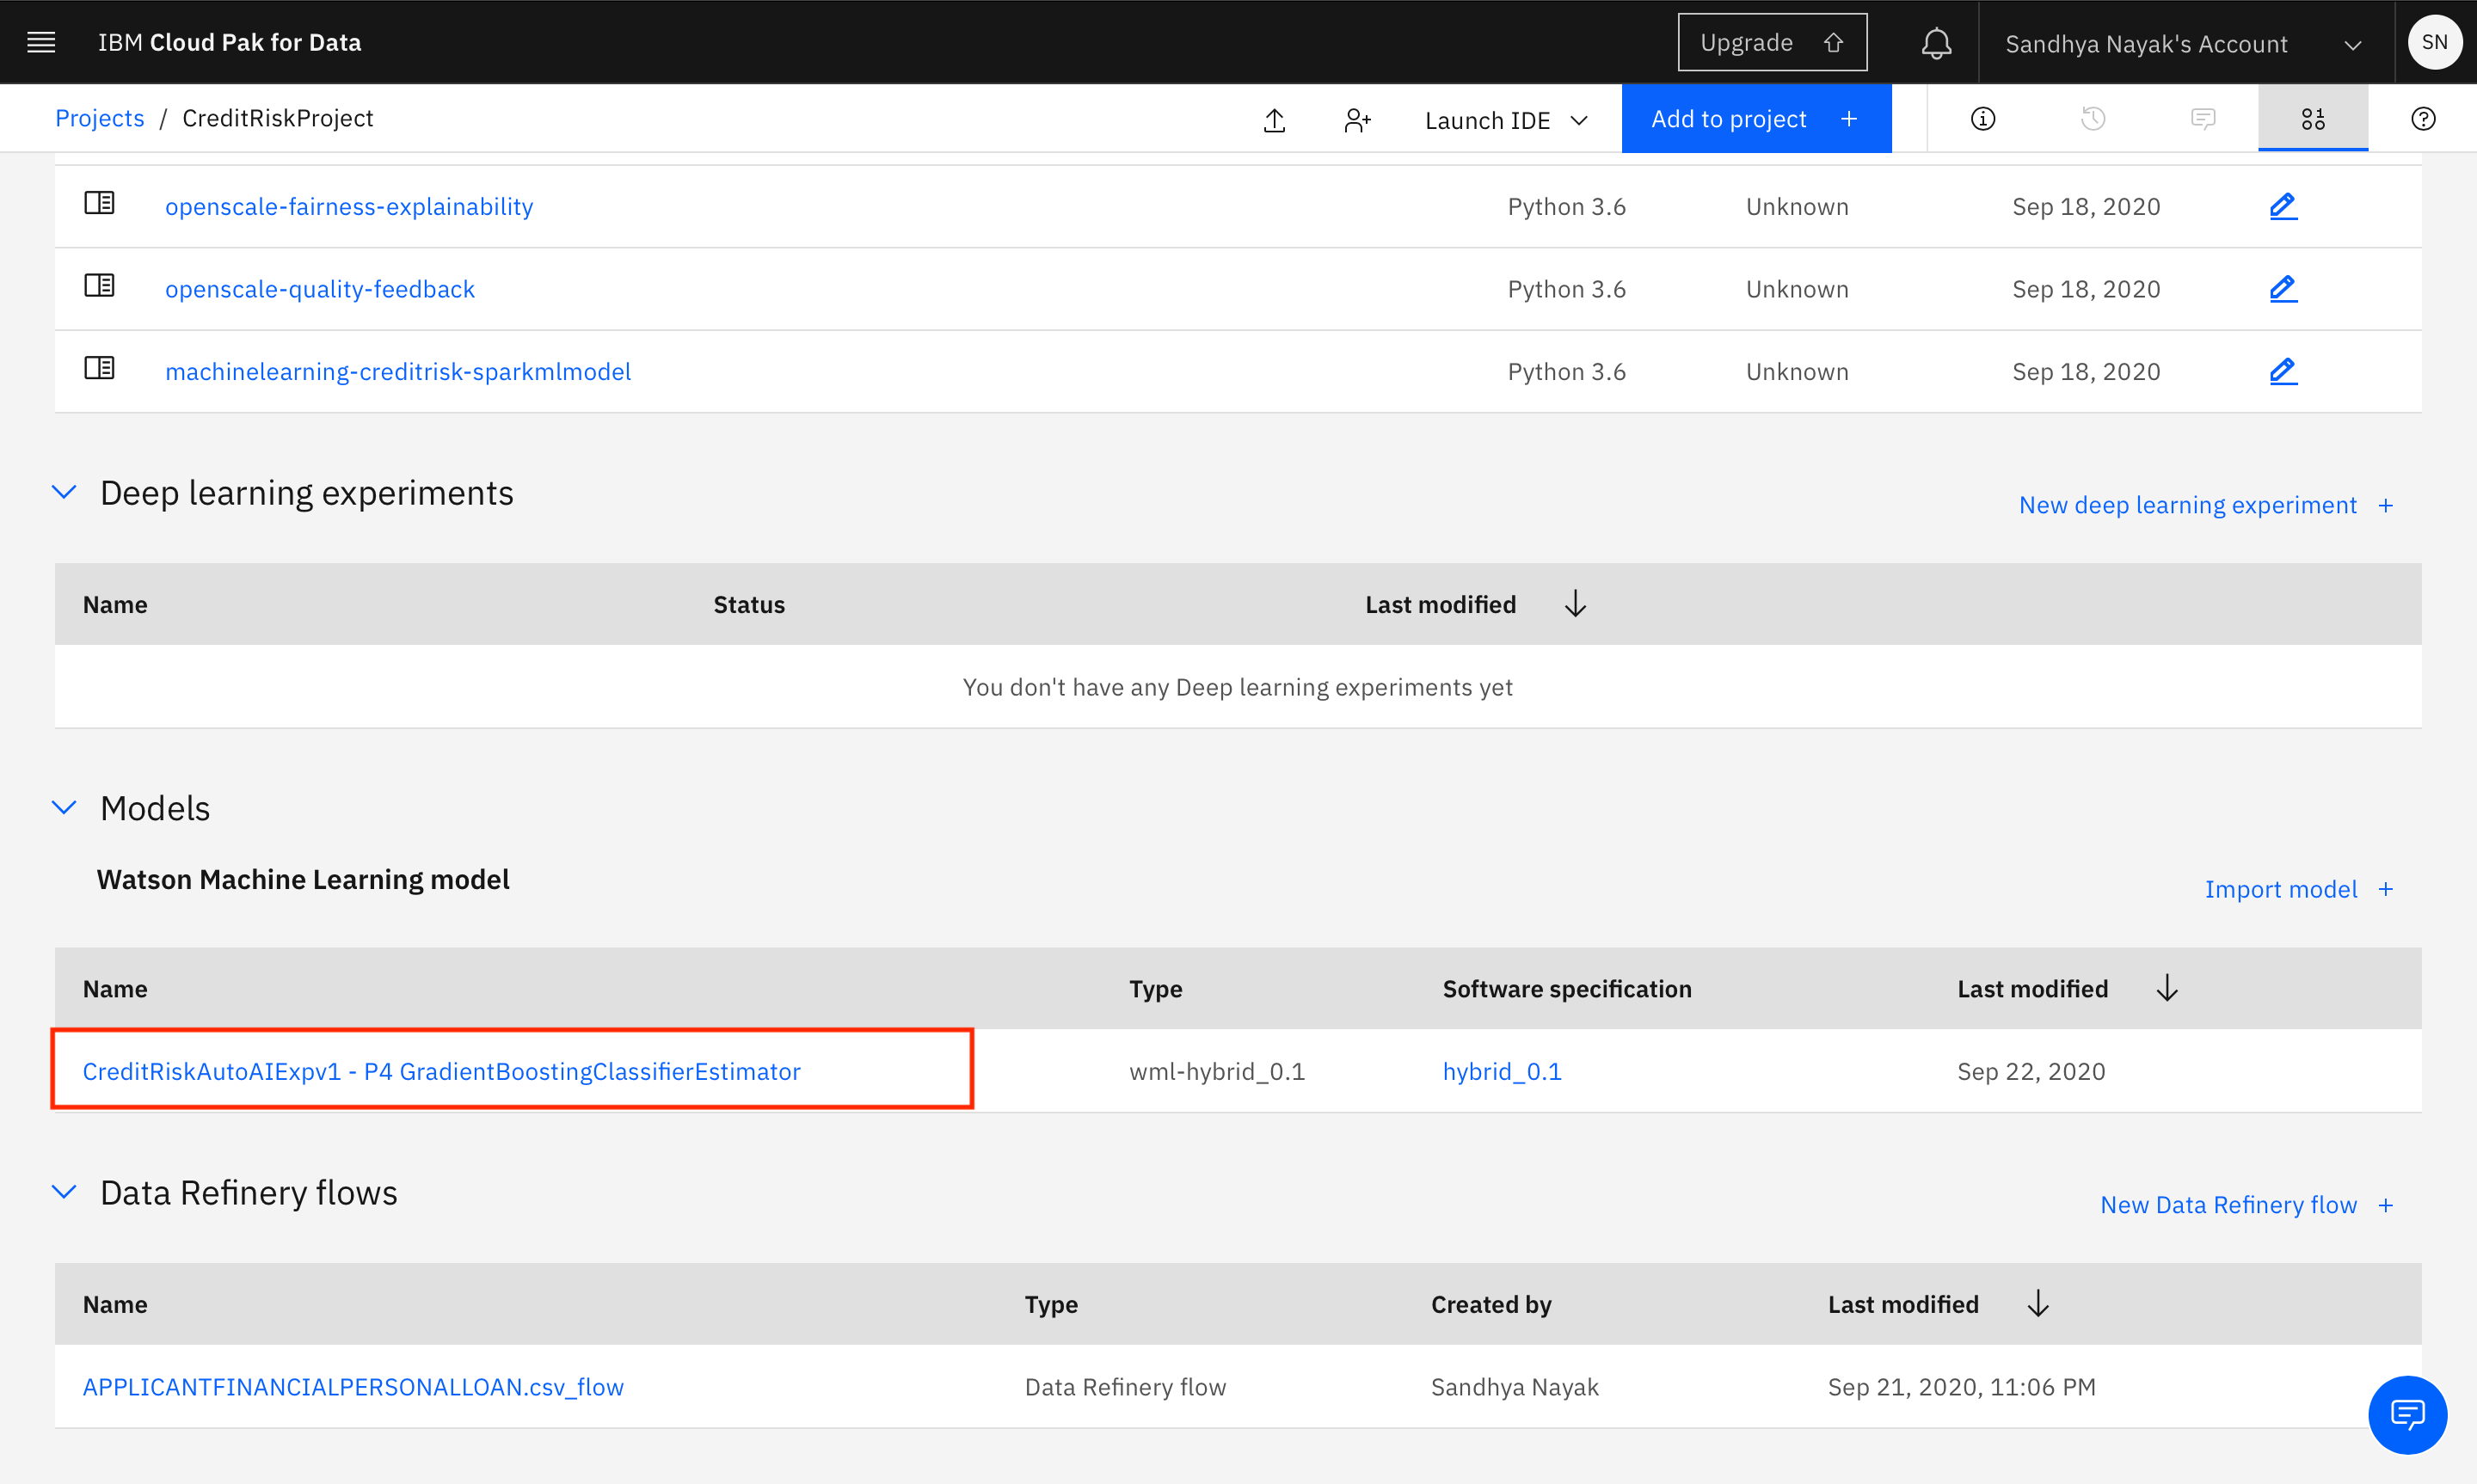 IBM Cloud Pak for Data
Upgrade
Sandhya Nayak's Account
SN
Projects / CreditRiskProject
Launch IDE
Add to project +
openscale-fairness-explainability Python 3.6 Unknown Sep 18, 2020
openscale-quality-feedback Python 3.6 Unknown Sep 18, 2020
machinelearning-creditrisk-sparkmlmodel Python 3.6 Unknown Sep 18, 2020
Deep learning experiments
New deep learning experiment +
Name Status Last modified
You don't have any Deep learning experiments yet
Models
Watson Machine Learning model
Import model +
Name Type Software specification Last modified
CreditRiskAutoAIExpv1 - P4 GradientBoostingClassifierEstimator wml-hybrid_0.1 hybrid_0.1 Sep 22, 2020
Data Refinery flows
New Data Refinery flow +
Name Type Created by Last modified
APPLICANTFINANCIALPERSONALLOAN.csv_flow Data Refinery flow Sandhya Nayak Sep 21, 2020, 11:06 PM